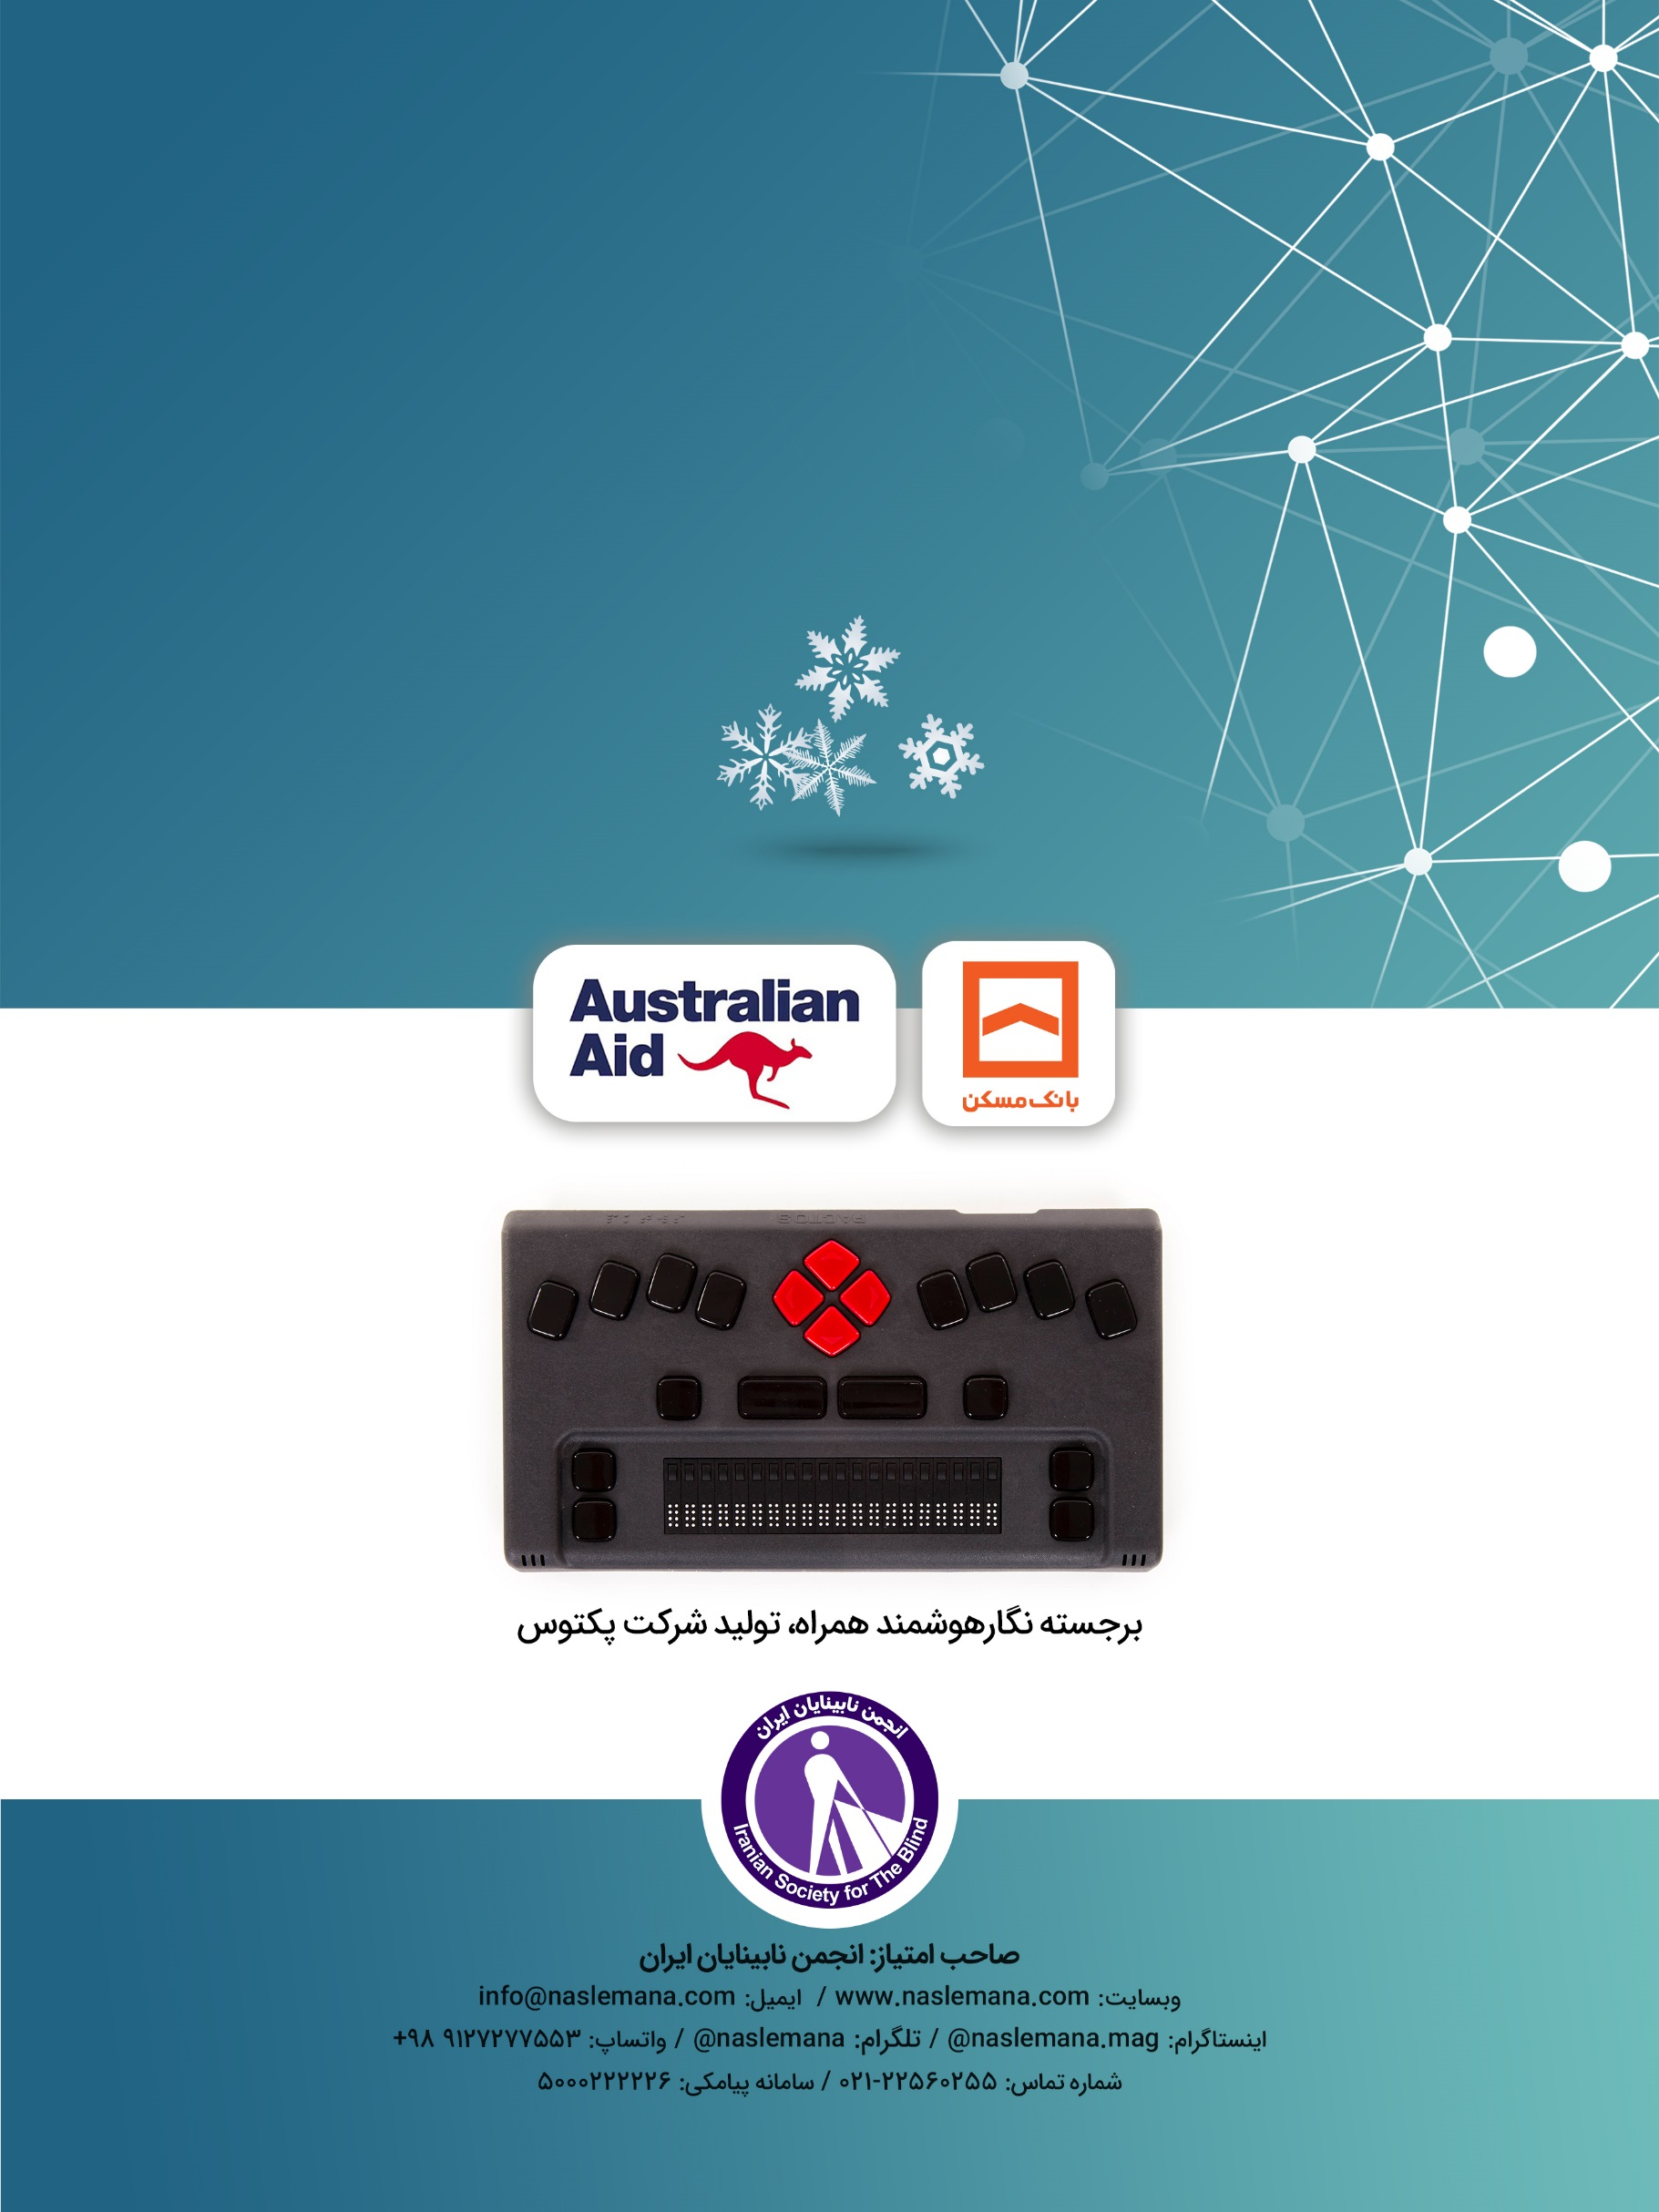 Australian
Aid
بانک مسکن
PACTOS
برجسته نگارهوشمند همراه، تولید شرکت پکتوس
انجمن نابینایان ایران
Iranian Society for The Blind
صاحب امتیاز: انجمن نابینایان ایران
وبسایت: www.naslemana.com / ایمیل: info@naslemana.com
اینستاگرام: @naslemana.mag / تلگرام: @naslemana / واتساپ: ۹۱۲۷۲۷۷۵۵۳ ۹۸+
شماره تماس: ۰۲۱-۲۲۵۶۰۲۵۵ / سامانه پیامکی: ۵۰۰۰۲۲۲۲۲۶